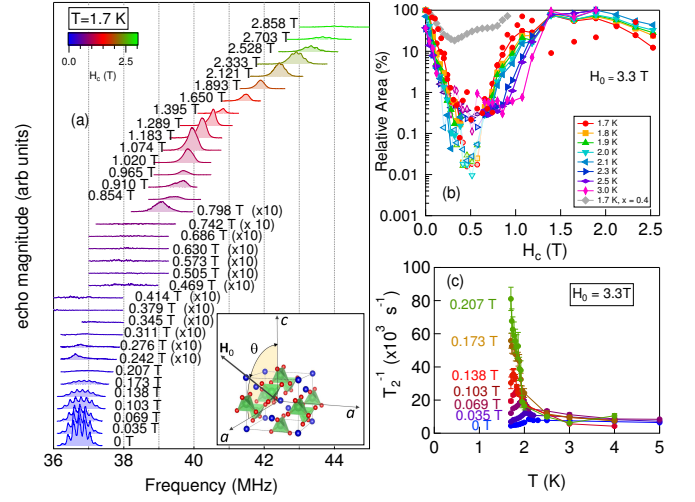 T=1.7 K
0.0
3.0
H_c (T)
(a)
2.858 T
2.703 T
2.528 T
2.333 T
2.121 T
1.893 T
1.650 T
1.395 T
1.289 T
1.183 T
1.074 T
1.020 T
0.965 T
0.910 T
0.854 T
0.798 T (x10)
0.742 T (x 10)
0.686 T (x10)
0.630 T (x10)
0.573 T (x10)
0.505 T (x10)
0.469 T (x10)
0.414 T (x10)
0.379 T (x10)
0.345 T (x10)
0.311 T (x10)
0.276 T (x10)
0.242 T (x10)
0.207 T
0.173 T
0.138 T
0.103 T
0.069 T
0.035 T
0 T
echo magnitude (arb units)
36 38 40 42 44
Frequency (MHz)
c
θ
H_0
a
a
100
10
1
0.1
0.01
0.001
Relative Area (%)
H_0 = 3.3 T
1.7 K
1.8 K
1.9 K
2.0 K
2.1 K
2.3 K
2.5 K
3.0 K
1.7 K, x = 0.4
(b)
0.0 0.5 1.0 1.5 2.0 2.5
H_c (T)
(c)
H_0 = 3.3T
100
80
60
40
20
0
T_2^-1 (x10^3 s^-1)
0.207 T
0.173 T
0.138 T
0.103 T
0.069 T
0.035 T
0 T
0 1 2 3 4 5
T (K)